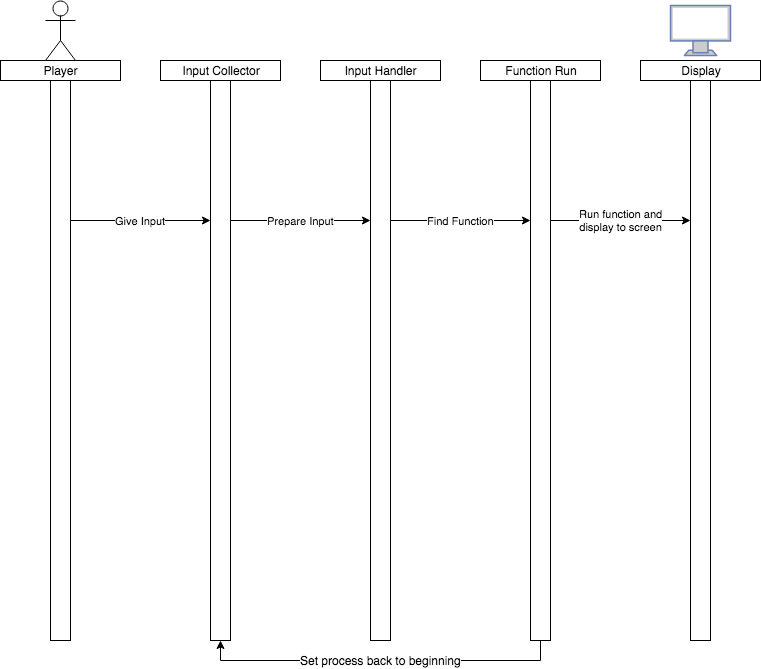 Player
Input Collector
Input Handler
Function Run
Display
Give Input
Prepare Input
Find Function
Run function and
display to screen
Set process back to beginning